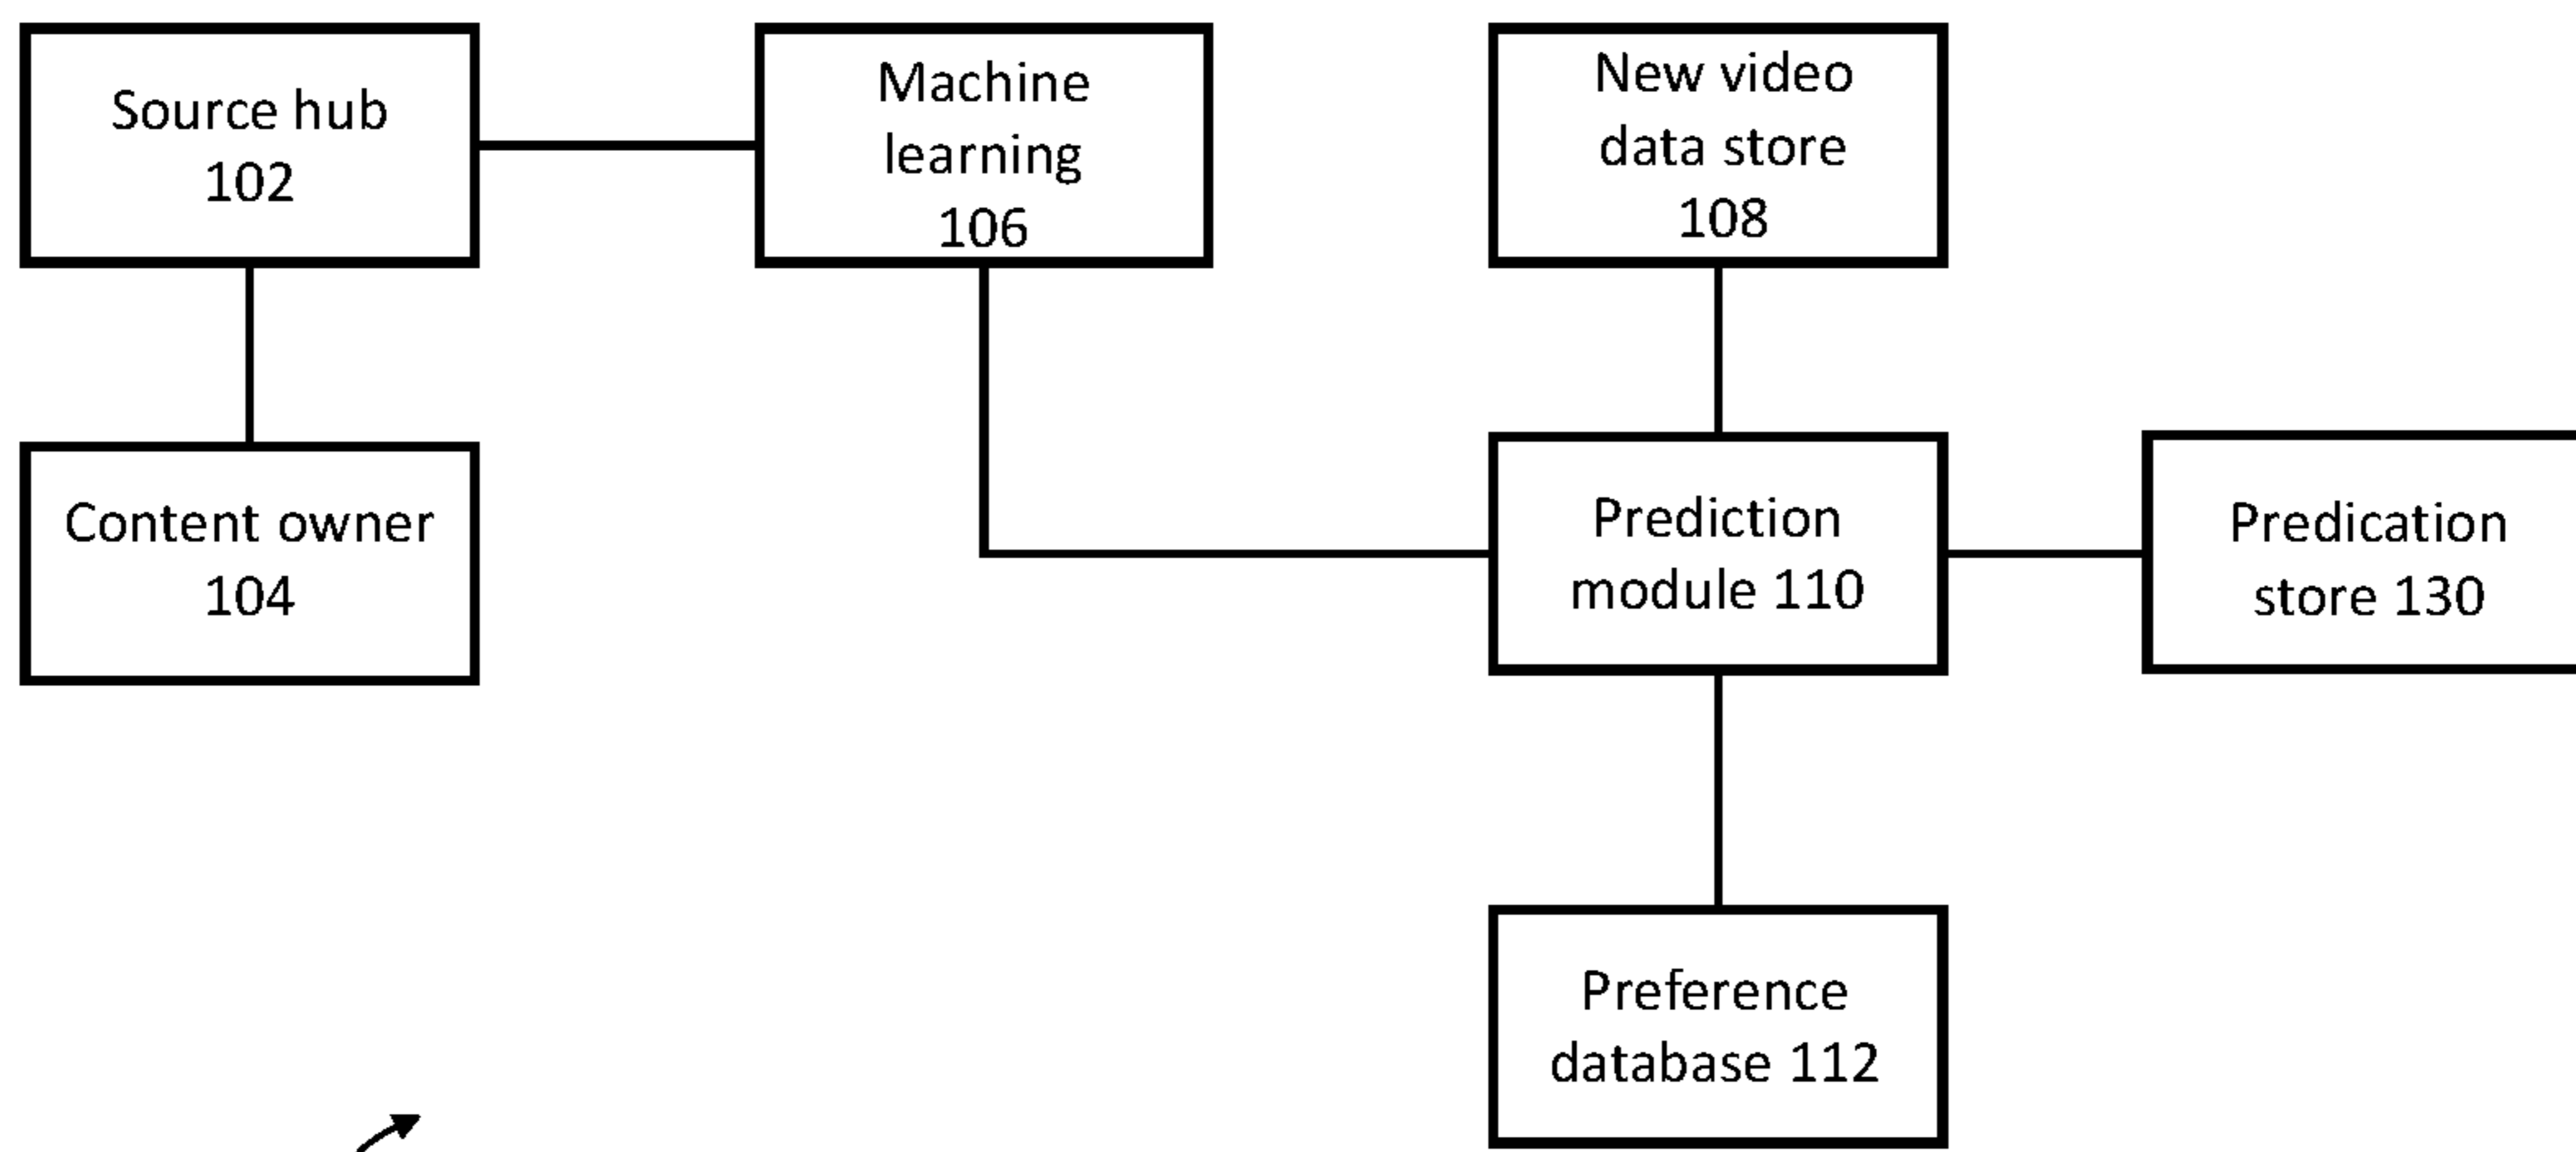 Source hub
102
Machine
learning
106
New video
data store
108
Content owner
104
Prediction
module 110
Predication
store 130
Preference
database 112